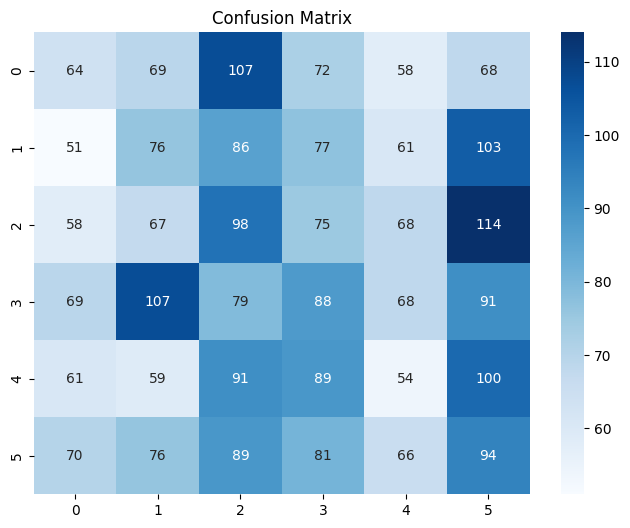 Confusion Matrix
0 64 69 107 72 58 68
1 51 76 86 77 61 103
2 58 67 98 75 68 114
3 69 107 79 88 68 91
4 61 59 91 89 54 100
5 70 76 89 81 66 94
0 1 2 3 4 5
110
100
90
80
70
60